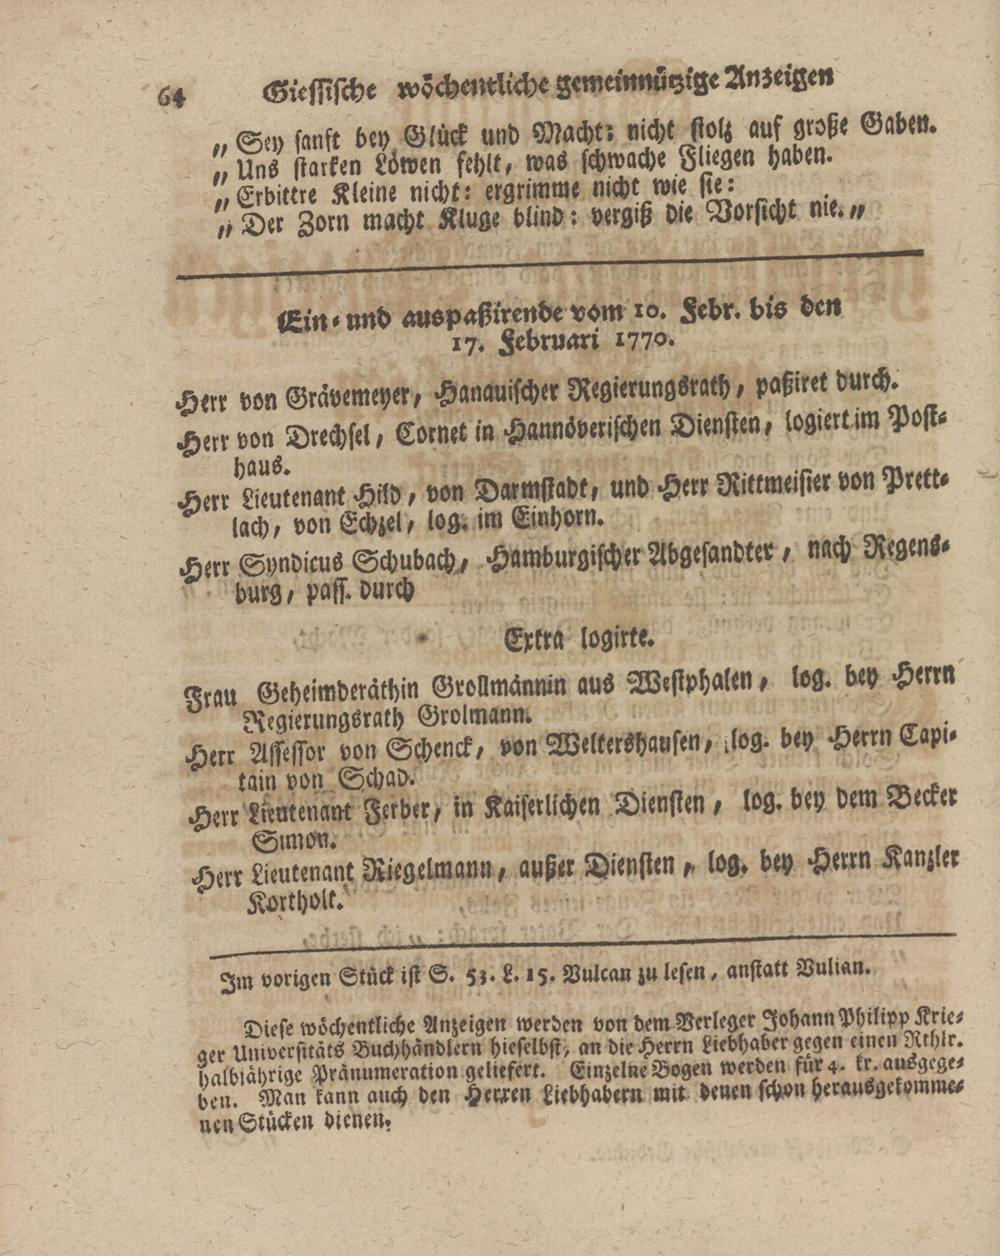 64 Giessische wöchentliche gemeinnützige Anzeigen
„Sey sanft bey Glück und Macht: nicht stolz auf große Gaben.
„Uns starken Löwen fehlt, was schwache Fliegen haben.
„Erbittre Kleine nicht: ergrimme nicht wie sie:
„Der Zorn macht Kluge blind: vergiß die Vorsicht nie.„
Ein- und auspaßirende vom 10. Febr. bis den
17. Februari 1770.
Herr von Grävemeyer, Hanauischer Regierungsrath, paßiret durch.
Herr von Drechsel, Cornet in Hannöverischen Diensten, logiert im Post-
haus.
Herr Lieutenant Hild, von Darmstadt, und Herr Rittmeister von Prett-
lach, von Echzel, log. im Einhorn.
Herr Syndicus Schubach, Hamburgischer Abgesandter, nach Regens-
burg, pass. durch
Extra logirte.
Frau Geheimderäthin Grollmännin aus Westphalen, log. bey Herrn
Regierungsrath Grolmann.
Herr Assessor von Schenck, von Weltershausen, log. bey Herrn Capi-
tain von Schad.
Herr Lieutenant Ferber, in Kaiserlichen Diensten, log. bey dem Becker
Simon.
Herr Lieutenant Riegelmann, außer Diensten, log. bey Herrn Kanzler
Kortholt.
Im vorigen Stück ist S. 53. L. 15. Vulcan zu lesen, anstatt Vulian.
Diese wöchentliche Anzeigen werden von dem Verleger Johann Philipp Krie-
ger Universitäts Buchhändlern hieselbst, an die Herrn Liebhaber gegen einen Rthlr.
halbjährige Pränumeration geliefert. Einzelne Bogen werden für 4. kr. ausgege-
ben. Man kann auch den Herren Liebhabern mit denen schon herausgekomme-
nen Stücken dienen.